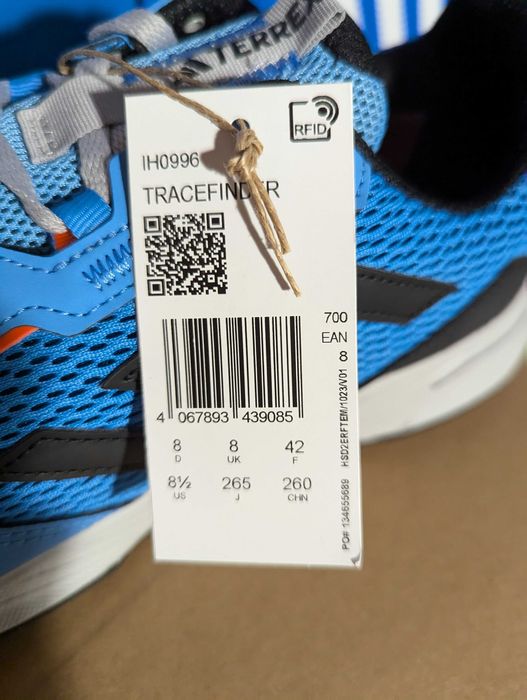 TERREX
RFID
IH0996
TRACEFINDER
700
EAN
8
4 067893 439085
8 8 42
D UK F
8½ 265 260
US J CHN
PO# 134655689 HSD2ERFTEM/1023/V01